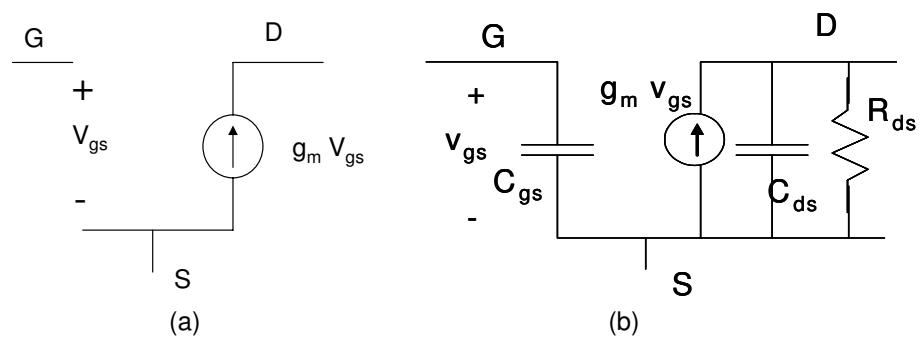 G
D
+
V_gs
-
g_m V_gs
S
(a)
G
D
+
v_gs
-
C_gs
g_m v_gs
C_ds
R_ds
S
(b)